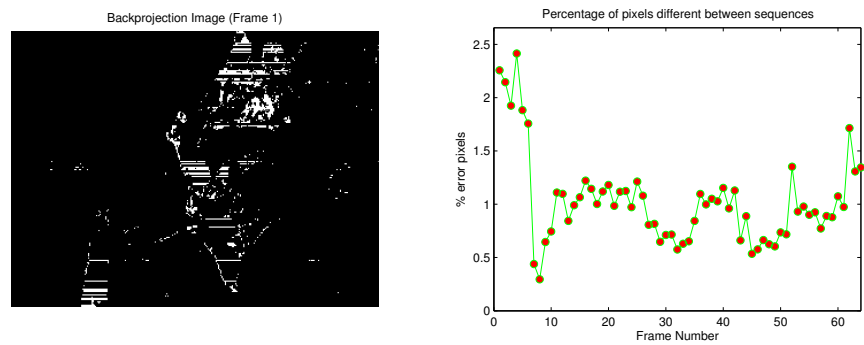 Backprojection Image (Frame 1)
Percentage of pixels different between sequences
2.5
2
1.5
1
0.5
0
% error pixels
0 10 20 30 40 50 60
Frame Number